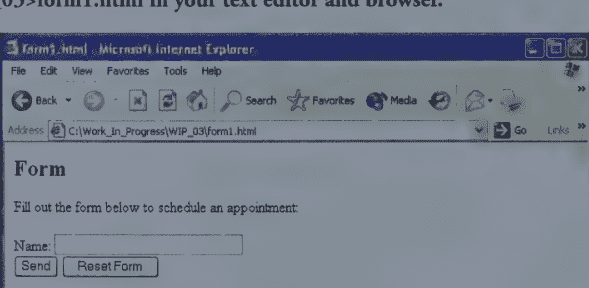 03>form1.html in your text editor and browser.
form1.html - Microsoft Internet Explorer
File Edit View Favorites Tools Help
Back Search Favorites Media
Address C:\Work_In_Progress\WIP_03\form1.html Go Links
Form
Fill out the form below to schedule an appointment:
Name:
Send Reset Form